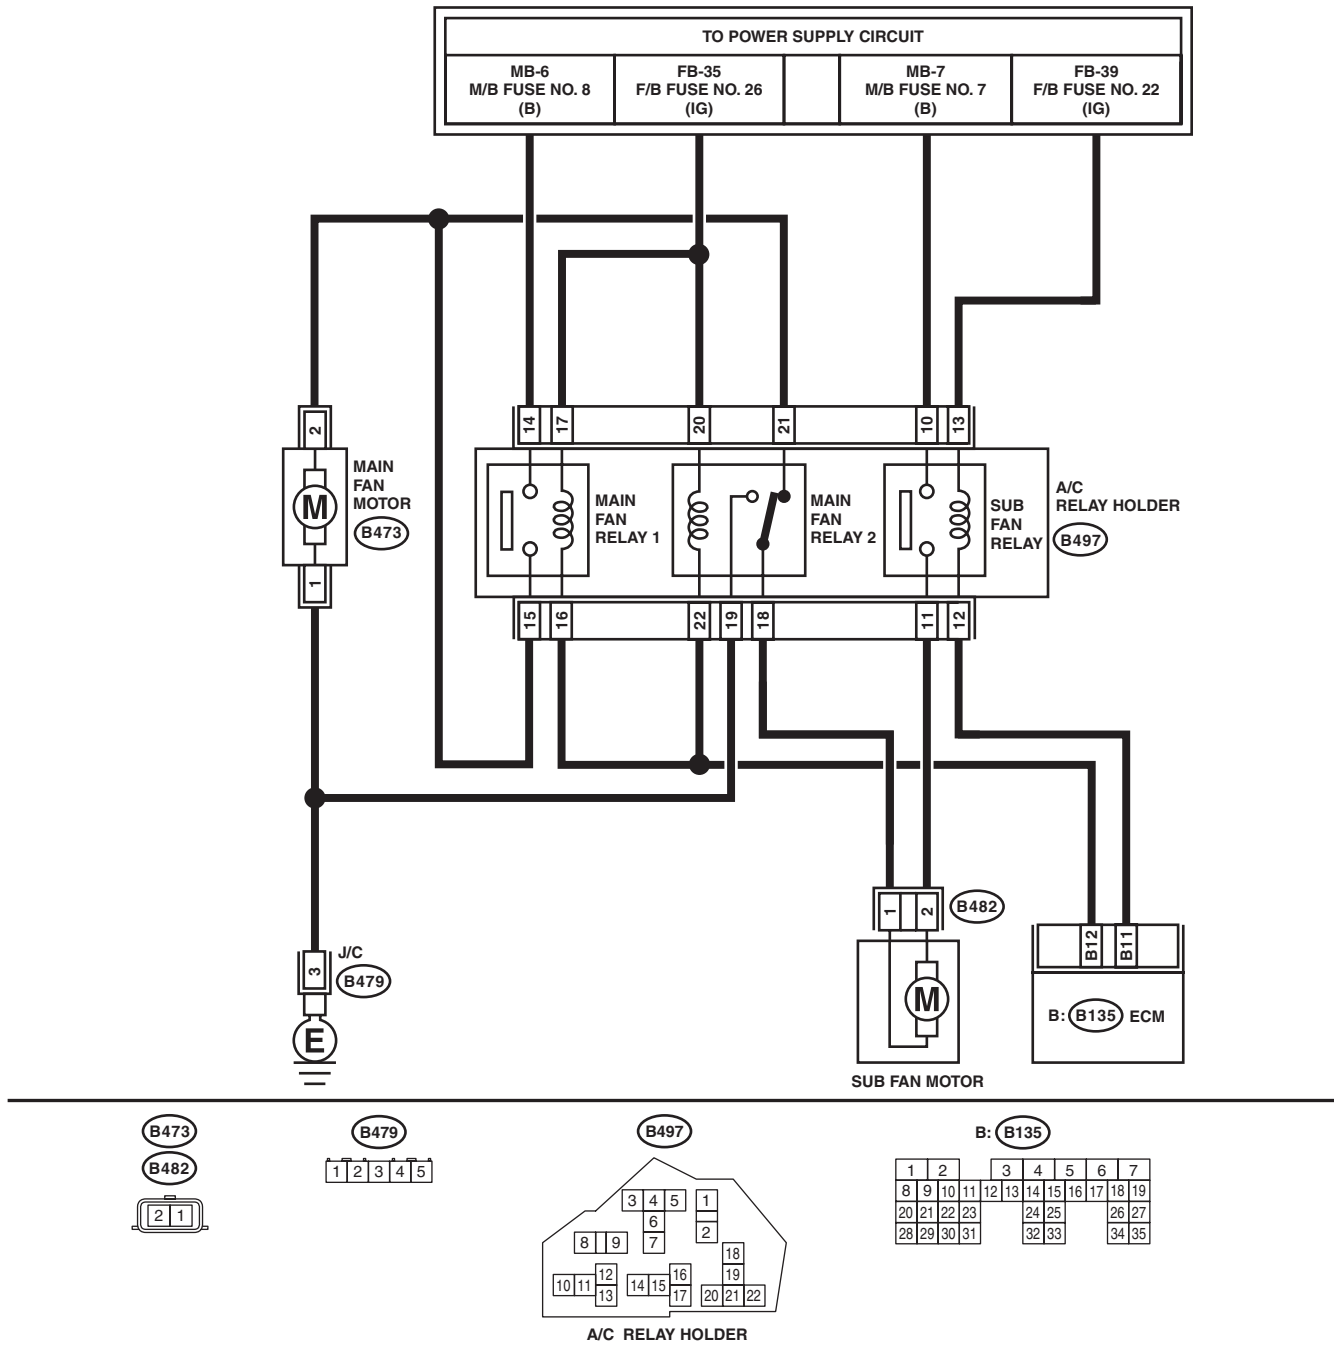 TO POWER SUPPLY CIRCUIT
MB-6
M/B FUSE NO. 8
(B)
FB-35
F/B FUSE NO. 26
(IG)
MB-7
M/B FUSE NO. 7
(B)
FB-39
F/B FUSE NO. 22
(IG)
14
17
20
21
10
13
2
M
1
MAIN
FAN
MOTOR
B473
MAIN
FAN
RELAY 1
MAIN
FAN
RELAY 2
SUB
FAN
RELAY
A/C
RELAY HOLDER
B497
15
16
22
19
18
11
12
1
2
B482
M
SUB FAN MOTOR
B12
B11
B: B135 ECM
3
J/C
B479
E
B473
B482
2 1
B479
1 2 3 4 5
B497
3 4 5 1
6
2
7
8 9
18
12 16 19
10 11 14 15
13 17 20 21 22
A/C RELAY HOLDER
B: B135
1 2 3 4 5 6 7
8 9 10 11 12 13 14 15 16 17 18 19
20 21 22 23 24 25 26 27
28 29 30 31 32 33 34 35